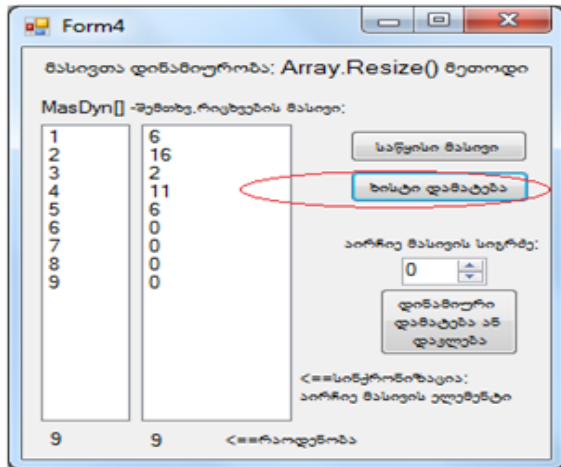 Form4
მასივთა დინამიურობა: Array.Resize() მეთოდი
MasDyn[] -შემთხვ.რიცხვების მასივი:
1
2
3
4
5
6
7
8
9
6
16
2
11
6
0
0
0
0
საწყისი მასივი
ხისტი დამატება
აირჩიე მასივის სიგრძე:
0
დინამიური
დამატება ან
დაკლება
<==სინქრონიზაცია:
აირჩიე მასივის ელემენტი
9 9 <==რაოდენობა